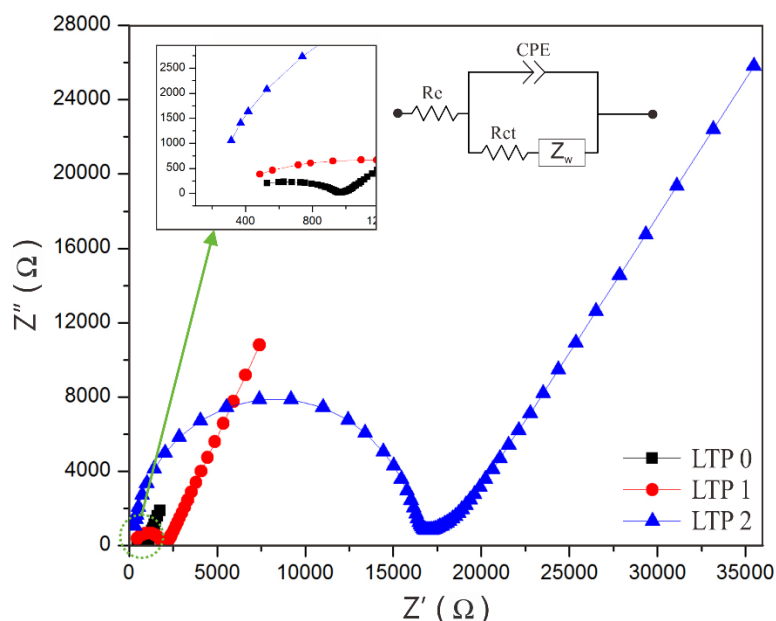 28000
24000
20000
16000
12000
8000
4000
0
Z″ ( Ω )
2500
2000
1500
1000
500
0
400
800
12
CPE
Rc
Rct
Zw
LTP 0
LTP 1
LTP 2
0
5000
10000
15000
20000
25000
30000
35000
Z′ ( Ω )